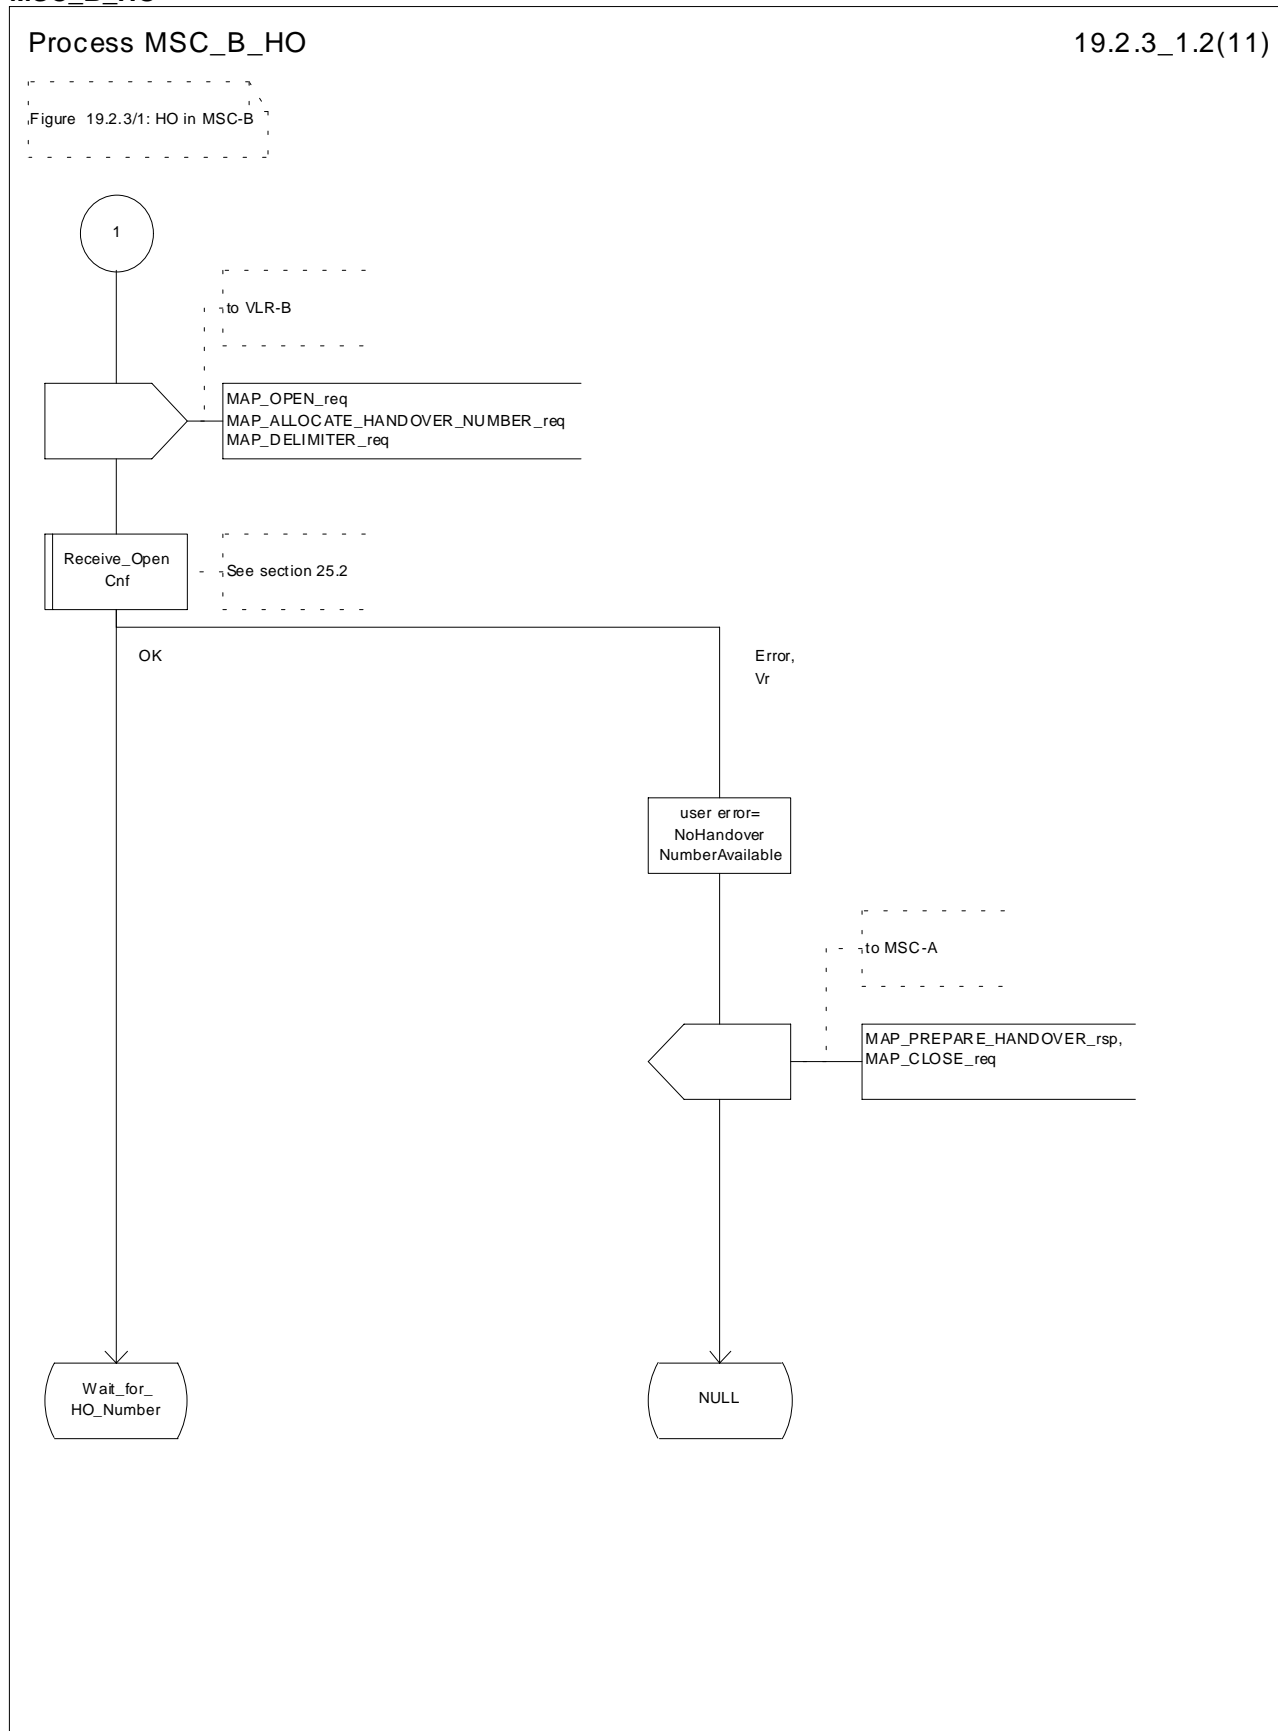 MSC_B_HO
Process MSC_B_HO
19.2.3_1.2(11)
Figure 19.2.3/1: HO in MSC-B
1
to VLR-B
MAP_OPEN_req
MAP_ALLOCATE_HANDOVER_NUMBER_req
MAP_DELIMITER_req
Receive_Open
Cnf
See section 25.2
OK
Error,
Vr
user error=
NoHandover
NumberAvailable
to MSC-A
MAP_PREPARE_HANDOVER_rsp,
MAP_CLOSE_req
Wait_for_
HO_Number
NULL